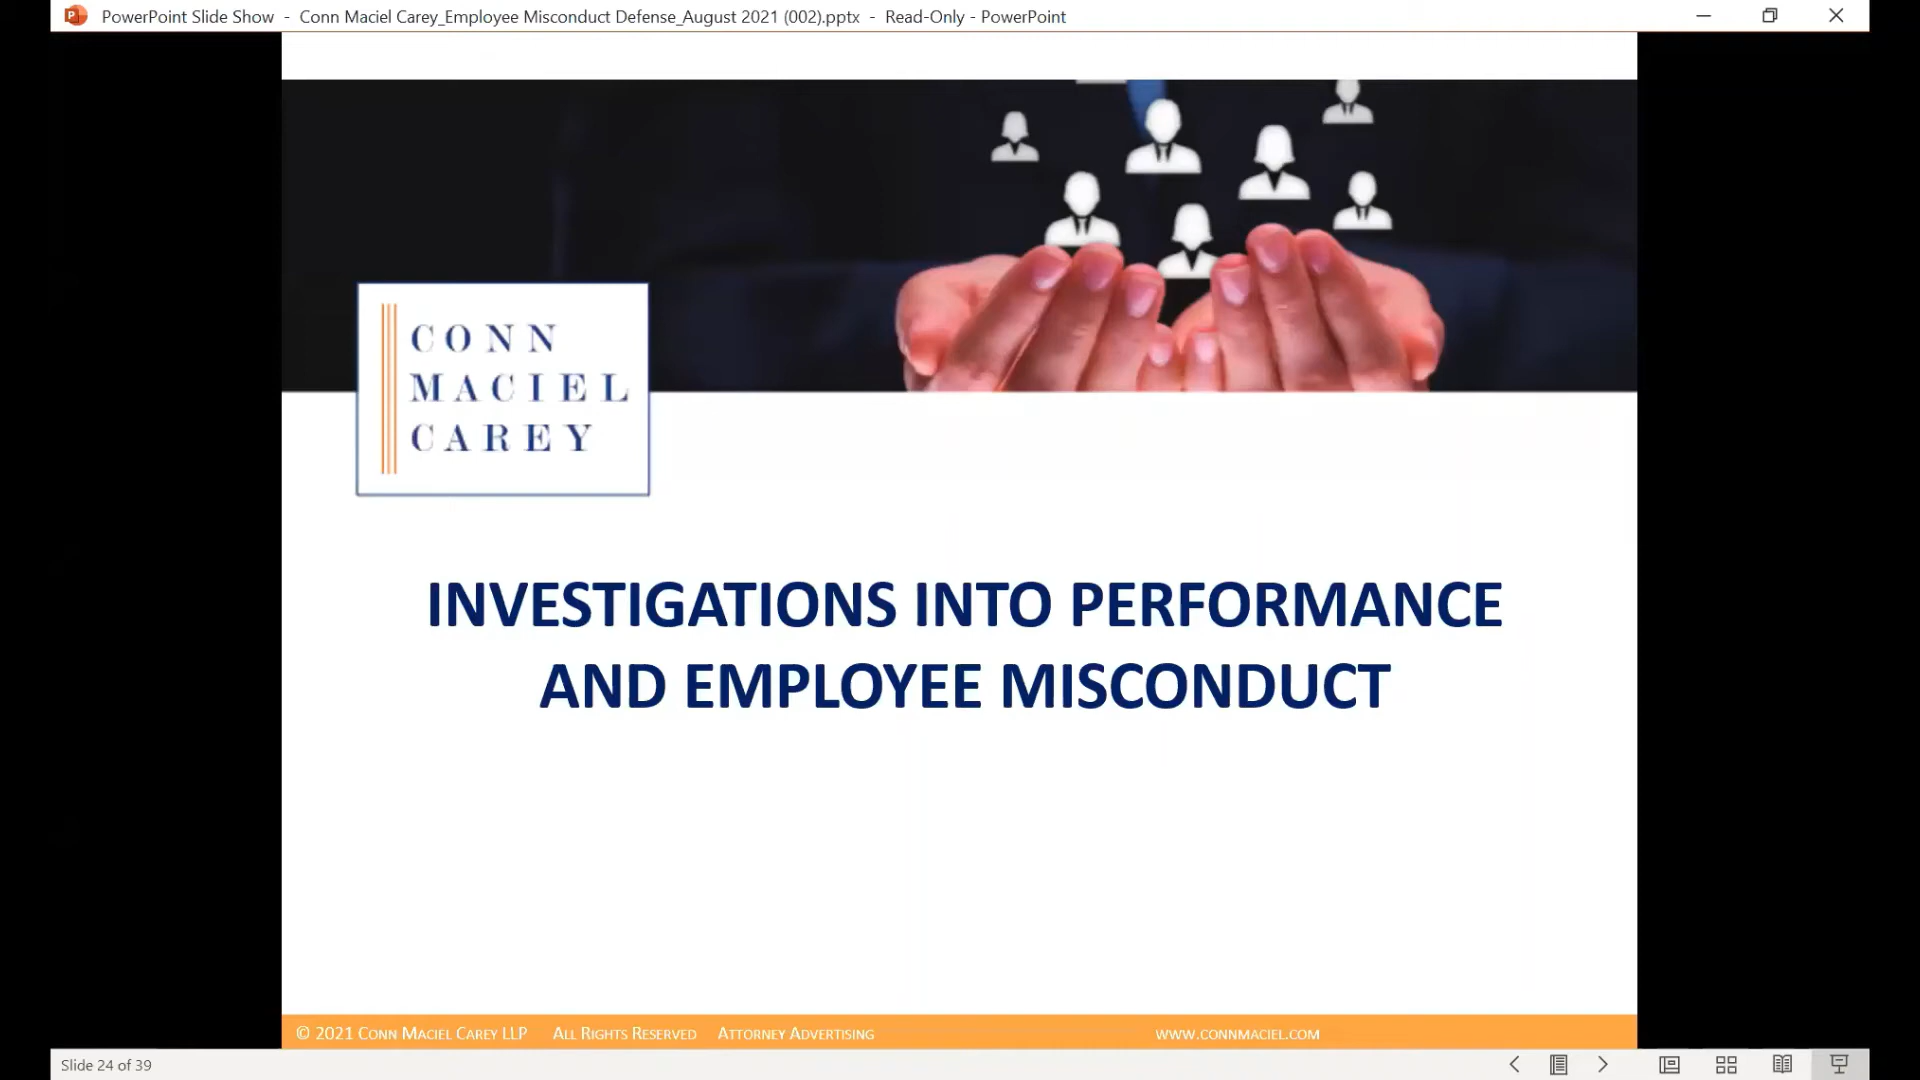 PowerPoint Slide Show - Conn Maciel Carey_Employee Misconduct Defense_August 2021 (002).pptx - Read-Only - PowerPoint
CONN
MACIEL
CAREY
INVESTIGATIONS INTO PERFORMANCE
AND EMPLOYEE MISCONDUCT
© 2021 CONN MACIEL CAREY LLP ALL RIGHTS RESERVED ATTORNEY ADVERTISING WWW.CONNMACIEL.COM
Slide 24 of 39